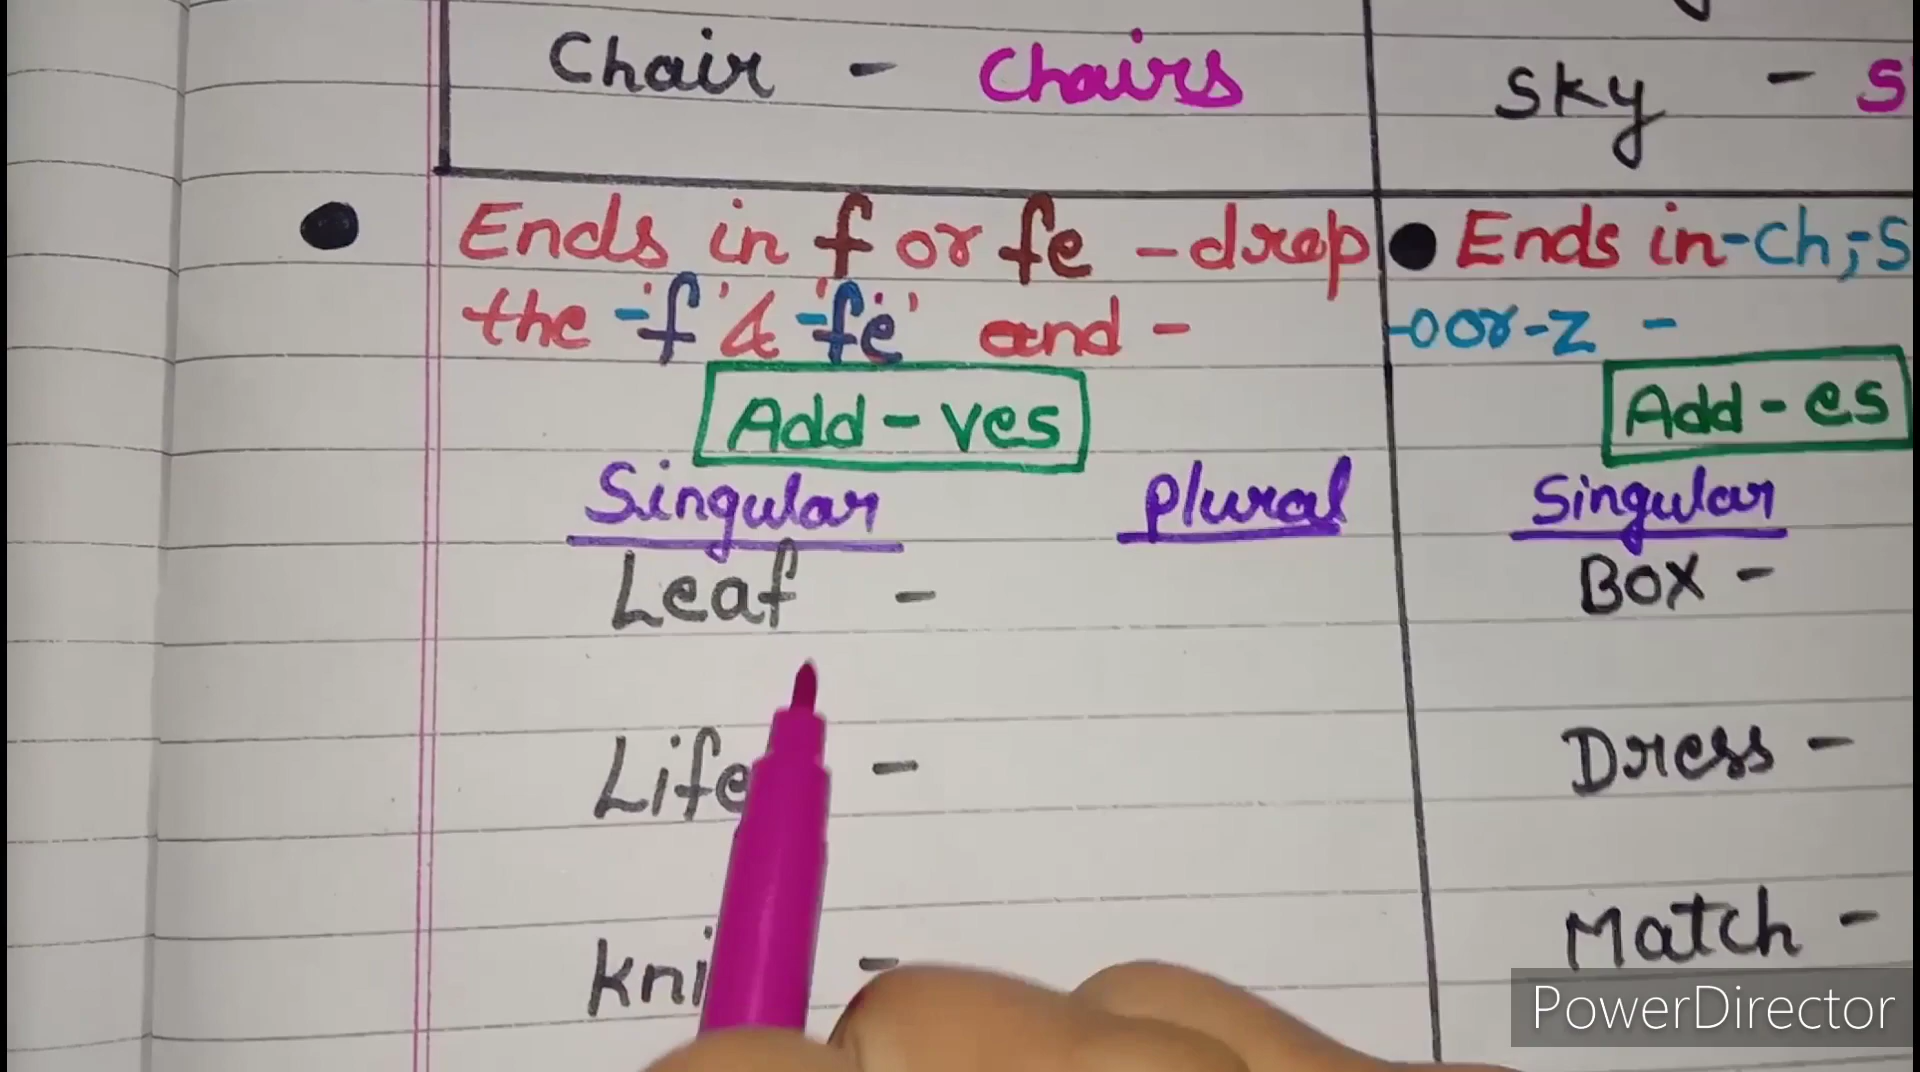 Chair - Chairs
Sky - S
Ends in f or fe - drop
the -'f' & -'fe' and -
Add - ves
Singular Plural
Leaf -
Life -
kni -
Ends in -Ch, -S
-o or -z -
Add - es
Singular
Box -
Dress -
Match -
PowerDirector